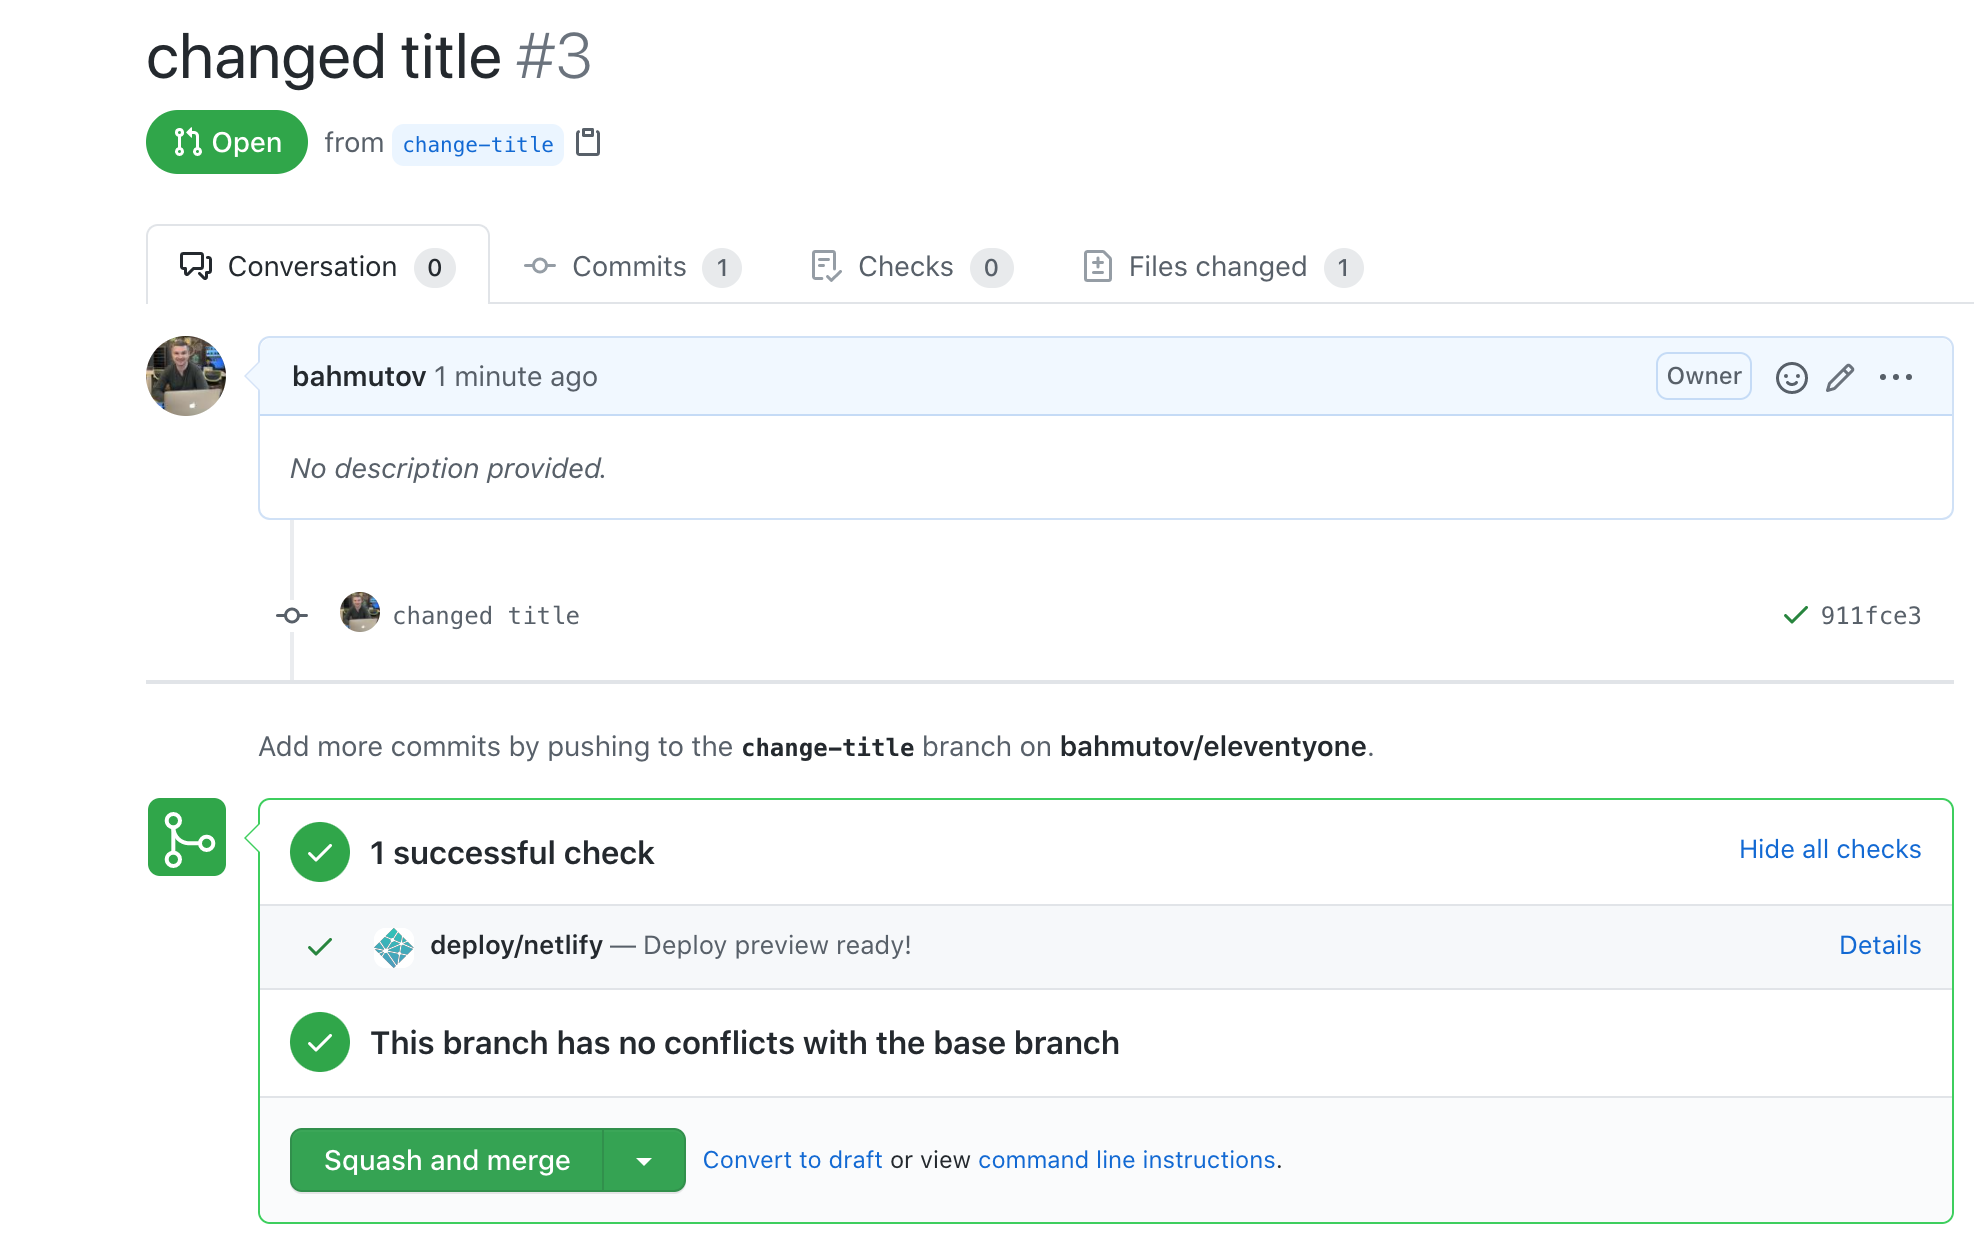 changed title #3
Open from change-title
Conversation 0 Commits 1 Checks 0 Files changed 1
bahmutov 1 minute ago Owner
No description provided.
changed title 911fce3
Add more commits by pushing to the change-title branch on bahmutov/eleventyone.
1 successful check Hide all checks
deploy/netlify — Deploy preview ready! Details
This branch has no conflicts with the base branch
Squash and merge Convert to draft or view command line instructions.